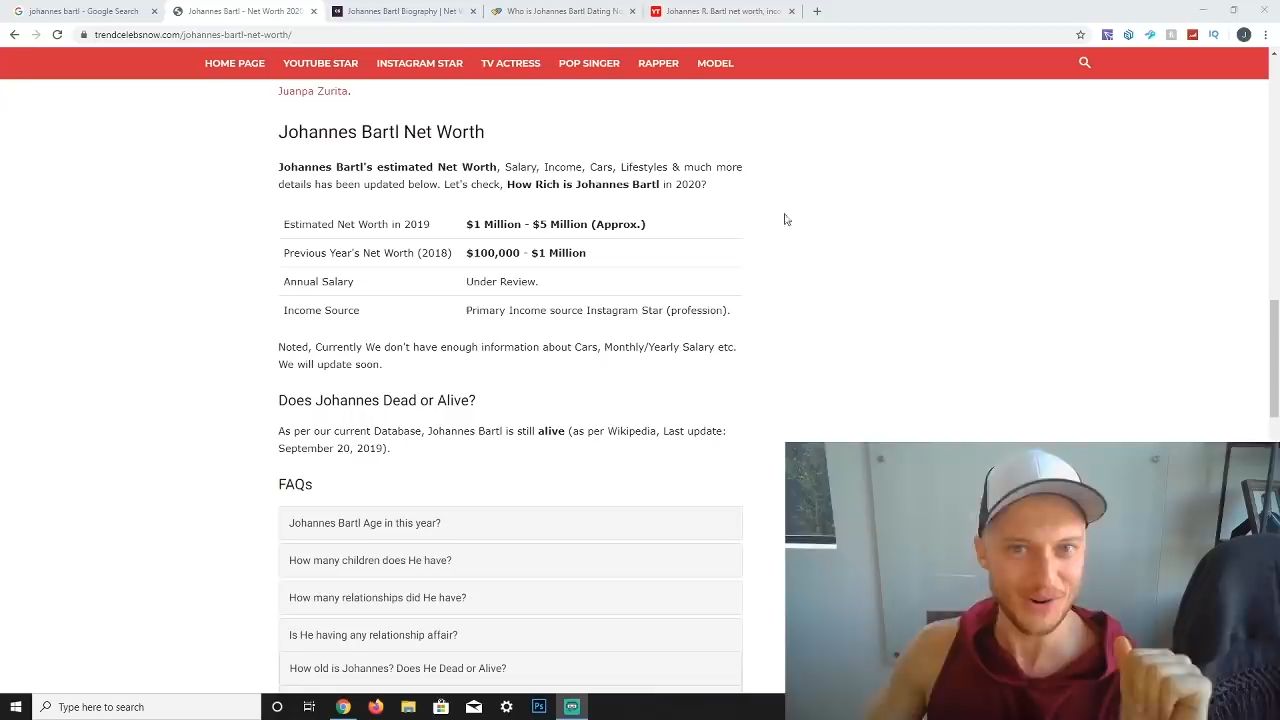 johannes bartl - Google Search
Johannes Bartl - Net Worth 2020
Johannes Bartl Biography | Net
Who is Johannes Bartl Dating No
Johannes R. Bartl net worth, inco
trendcelebsnow.com/johannes-bartl-net-worth/
HOME PAGE YOUTUBE STAR INSTAGRAM STAR TV ACTRESS POP SINGER RAPPER MODEL
Juanpa Zurita.
Johannes Bartl Net Worth
Johannes Bartl's estimated Net Worth, Salary, Income, Cars, Lifestyles & much more
details has been updated below. Let's check, How Rich is Johannes Bartl in 2020?
Estimated Net Worth in 2019 $1 Million - $5 Million (Approx.)
Previous Year's Net Worth (2018) $100,000 - $1 Million
Annual Salary Under Review.
Income Source Primary Income source Instagram Star (profession).
Noted, Currently We don't have enough information about Cars, Monthly/Yearly Salary etc.
We will update soon.
Does Johannes Dead or Alive?
As per our current Database, Johannes Bartl is still alive (as per Wikipedia, Last update:
September 20, 2019).
FAQs
Johannes Bartl Age in this year?
How many children does He have?
How many relationships did He have?
Is He having any relationship affair?
How old is Johannes? Does He Dead or Alive?
Type here to search